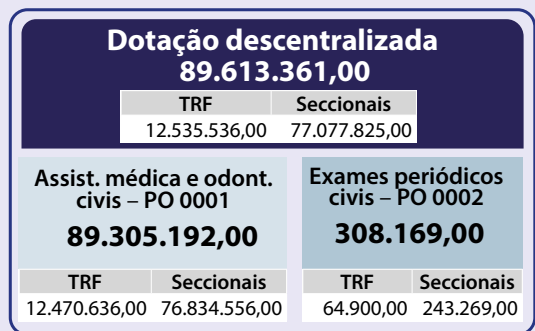 Dotação descentralizada
89.613.361,00
TRF Seccionais
12.535.536,00 77.077.825,00
Assist. médica e odont.
civis – PO 0001
89.305.192,00
TRF Seccionais
12.470.636,00 76.834.556,00
Exames periódicos
civis – PO 0002
308.169,00
TRF Seccionais
64.900,00 243.269,00